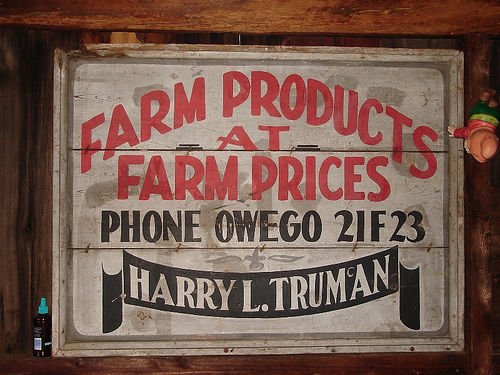 FARM PRODUCTS
AT
FARM PRICES
PHONE OWEGO 21F23
HARRY L. TRUMAN